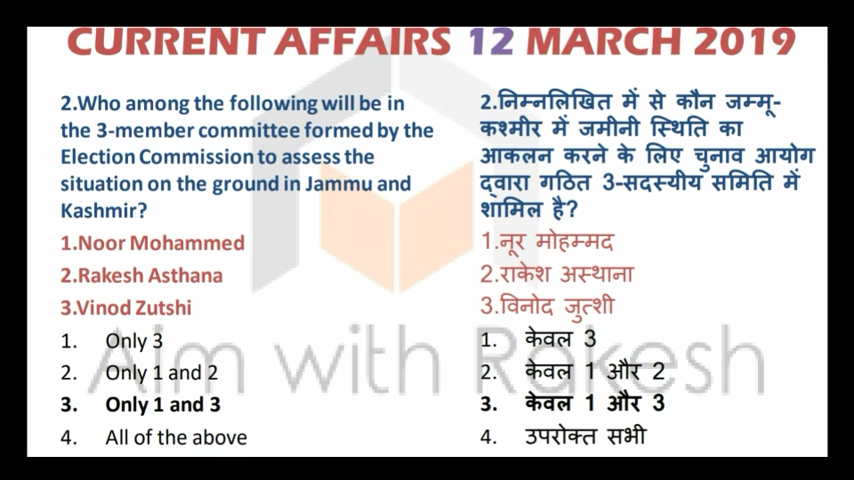 CURRENT AFFAIRS 12 MARCH 2019
2.Who among the following will be in
the 3-member committee formed by the
Election Commission to assess the
situation on the ground in Jammu and
Kashmir?
1.Noor Mohammed
2.Rakesh Asthana
3.Vinod Zutshi
1. Only 3
2. Only 1 and 2
3. Only 1 and 3
4. All of the above
2.निम्नलिखित में से कौन जम्मू-
कश्मीर में जमीनी स्थिति का
आकलन करने के लिए चुनाव आयोग
द्वारा गठित 3-सदस्यीय समिति में
शामिल है?
1.नूर मोहम्मद
2.राकेश अस्थाना
3.विनोद जुत्शी
1. केवल 3
2. केवल 1 और 2
3. केवल 1 और 3
4. उपरोक्त सभी
Aim with Rakesh